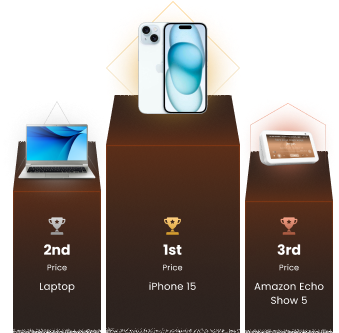 2nd
Price
Laptop
1st
Price
iPhone 15
3rd
Price
Amazon Echo
Show 5